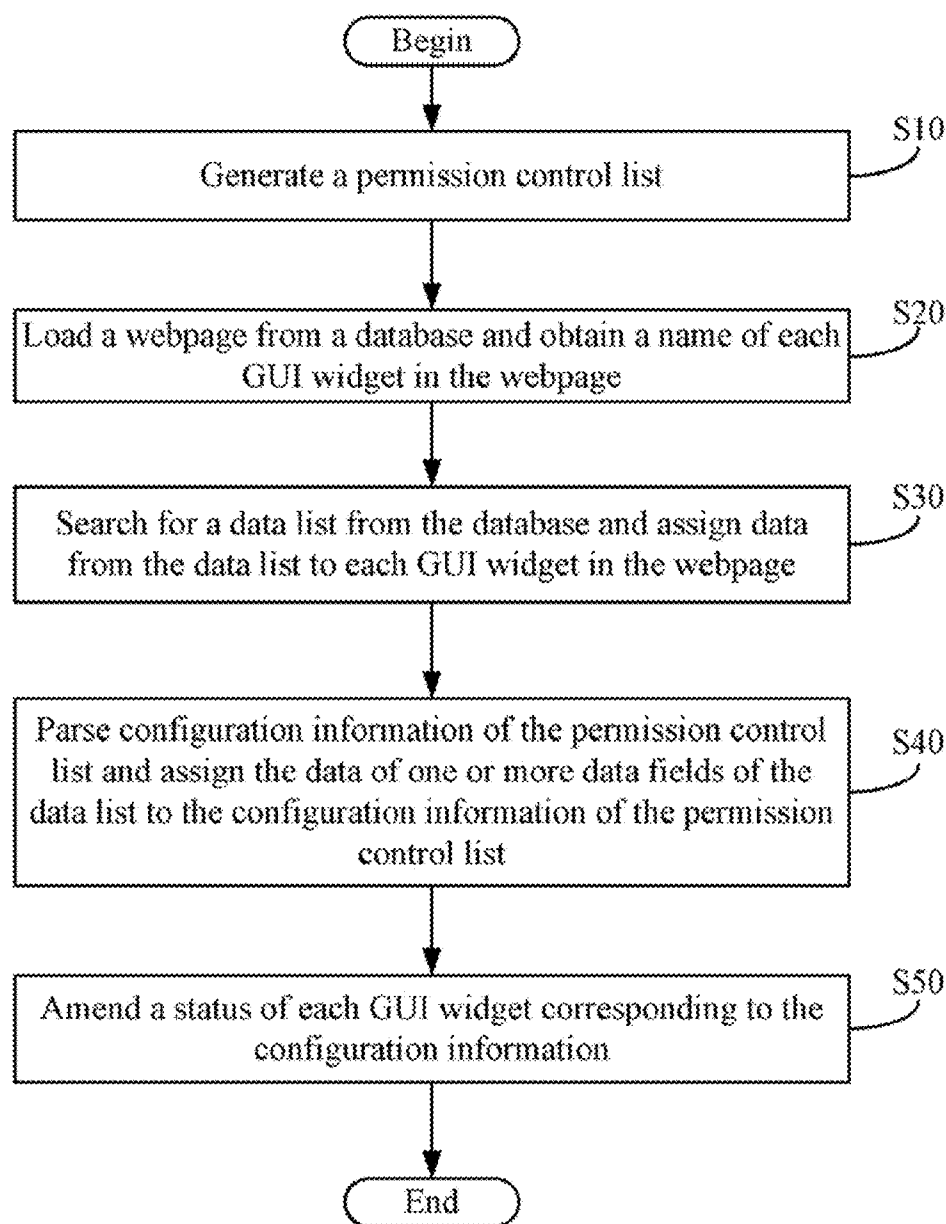 Begin
S10
Generate a permission control list
S20
Load a webpage from a database and obtain a name of each
GUI widget in the webpage
S30
Search for a data list from the database and assign data
from the data list to each GUI widget in the webpage
S40
Parse configuration information of the permission control
list and assign the data of one or more data fields of the
data list to the configuration information of the permission
control list
S50
Amend a status of each GUI widget corresponding to the
configuration information
End